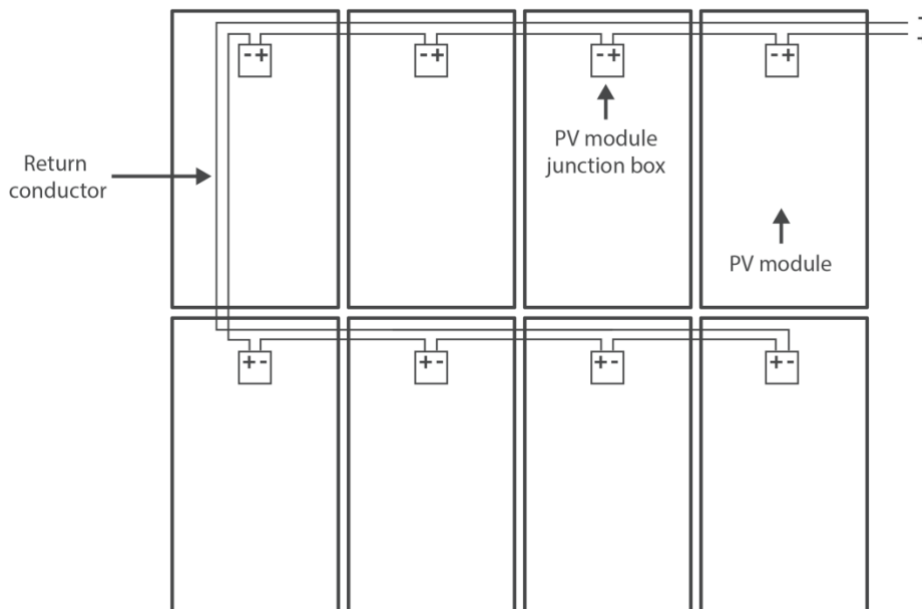 -+
-+
-+
-+
PV module
junction box
Return
conductor
PV module
+-
+-
+-
+-